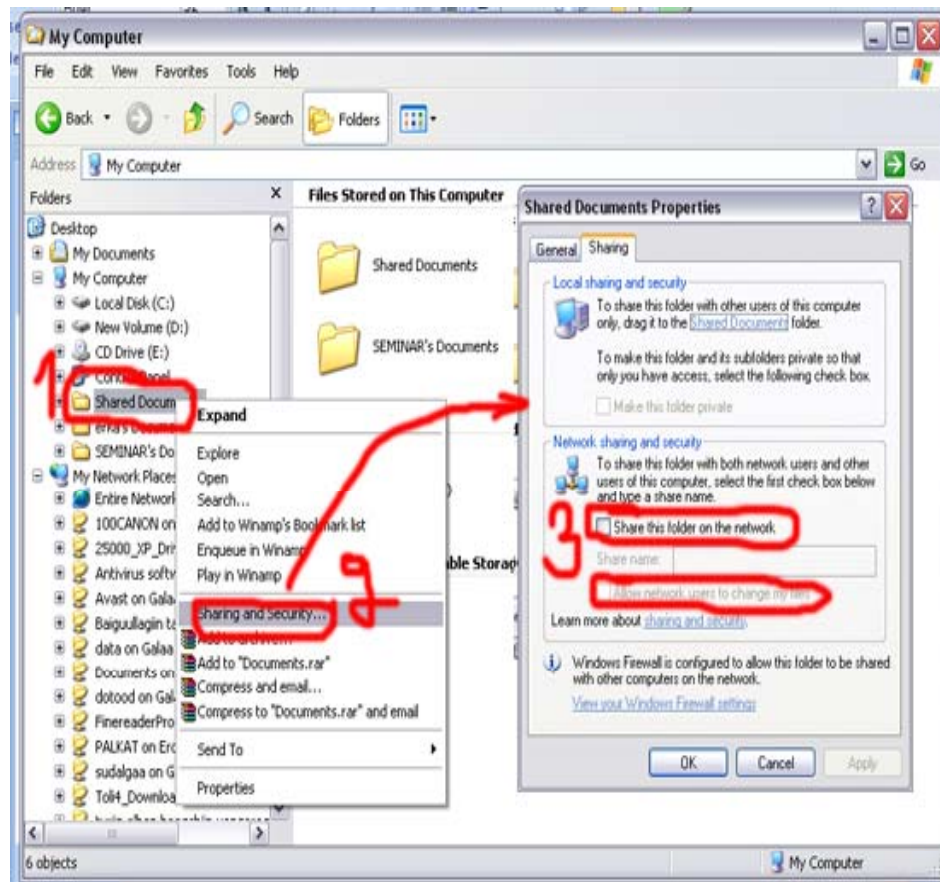 My Computer
File Edit View Favorites Tools Help
Back Search Folders
Address My Computer Go
Folders X
Desktop
My Documents
My Computer
Local Disk (C:)
New Volume (D:)
CD Drive (E:)
Control Panel
Shared Docum
erka's Docume
SEMINAR's Do
My Network Places
Entire Network
100CANON on
25000_XP_Dri
Antivirus softw
Avast on Gala
Baiguullagiin ta
data on Galaa
Documents on
dotood on Gal
FinereaderPro
PALKAT on Erd
sudalgaa on G
Toli4_Downloa
6 objects
My Computer
Files Stored on This Computer
Shared Documents
SEMINAR's Documents
ble Storag
1
Expand
Explore
Open
Search...
Add to Winamp's Bookmark list
Enqueue in Winamp
Play in Winamp
Sharing and Security...
2
Add to archive...
Add to "Documents.rar"
Compress and email...
Compress to "Documents.rar" and email
Send To
Properties
Shared Documents Properties
General Sharing
Local sharing and security
To share this folder with other users of this computer
only, drag it to the Shared Documents folder.
To make this folder and its subfolders private so that
only you have access, select the following check box.
Make this folder private
Network sharing and security
To share this folder with both network users and other
users of this computer, select the first check box below
and type a share name.
3
Share this folder on the network
Share name:
Allow network users to change my files
Learn more about sharing and security.
Windows Firewall is configured to allow this folder to be shared
with other computers on the network.
View your Windows Firewall settings
OK Cancel Apply